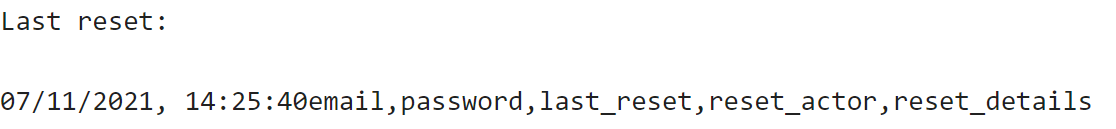 Last reset:
07/11/2021, 14:25:40email,password,last_reset,reset_actor,reset_details